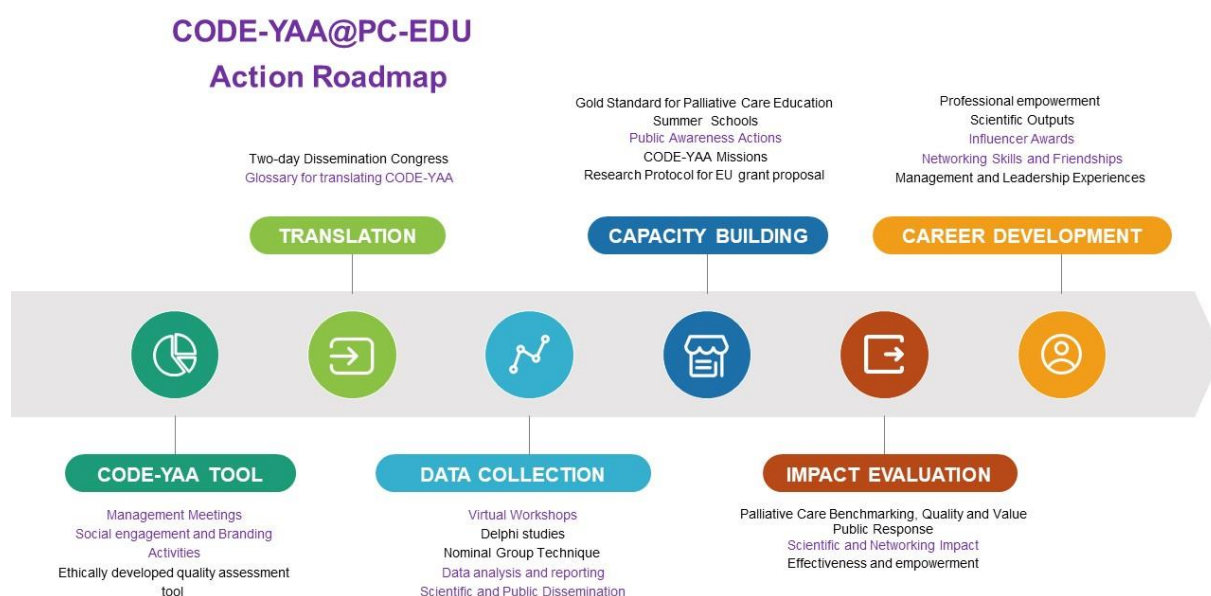 CODE-YAA@PC-EDU
Action Roadmap
Two-day Dissemination Congress
Glossary for translating CODE-YAA
TRANSLATION
Gold Standard for Palliative Care Education
Summer Schools
Public Awareness Actions
CODE-YAA Missions
Research Protocol for EU grant proposal
CAPACITY BUILDING
Professional empowerment
Scientific Outputs
Influencer Awards
Networking Skills and Friendships
Management and Leadership Experiences
CAREER DEVELOPMENT
CODE-YAA TOOL
Management Meetings
Social engagement and Branding
Activities
Ethically developed quality assessment
tool
DATA COLLECTION
Virtual Workshops
Delphi studies
Nominal Group Technique
Data analysis and reporting
Scientific and Public Dissemination
IMPACT EVALUATION
Palliative Care Benchmarking, Quality and Value
Public Response
Scientific and Networking Impact
Effectiveness and empowerment